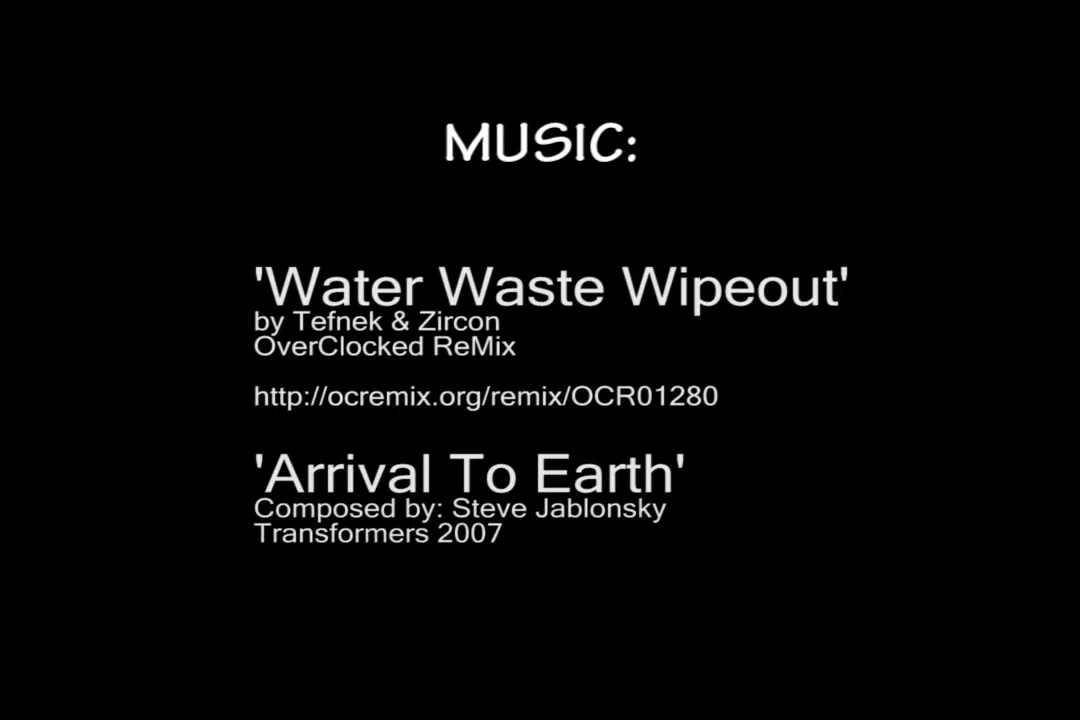 MUSIC:
'Water Waste Wipeout'
by Tefnek & Zircon
OverClocked ReMix
http://ocremix.org/remix/OCR01280
'Arrival To Earth'
Composed by: Steve Jablonsky
Transformers 2007